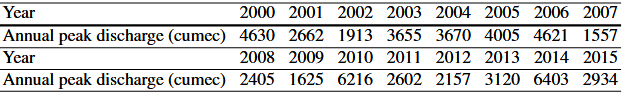 Year 2000 2001 2002 2003 2004 2005 2006 2007
Annual peak discharge (cumec) 4630 2662 1913 3655 3670 4005 4621 1557
Year 2008 2009 2010 2011 2012 2013 2014 2015
Annual peak discharge (cumec) 2405 1625 6216 2602 2157 3120 6403 2934